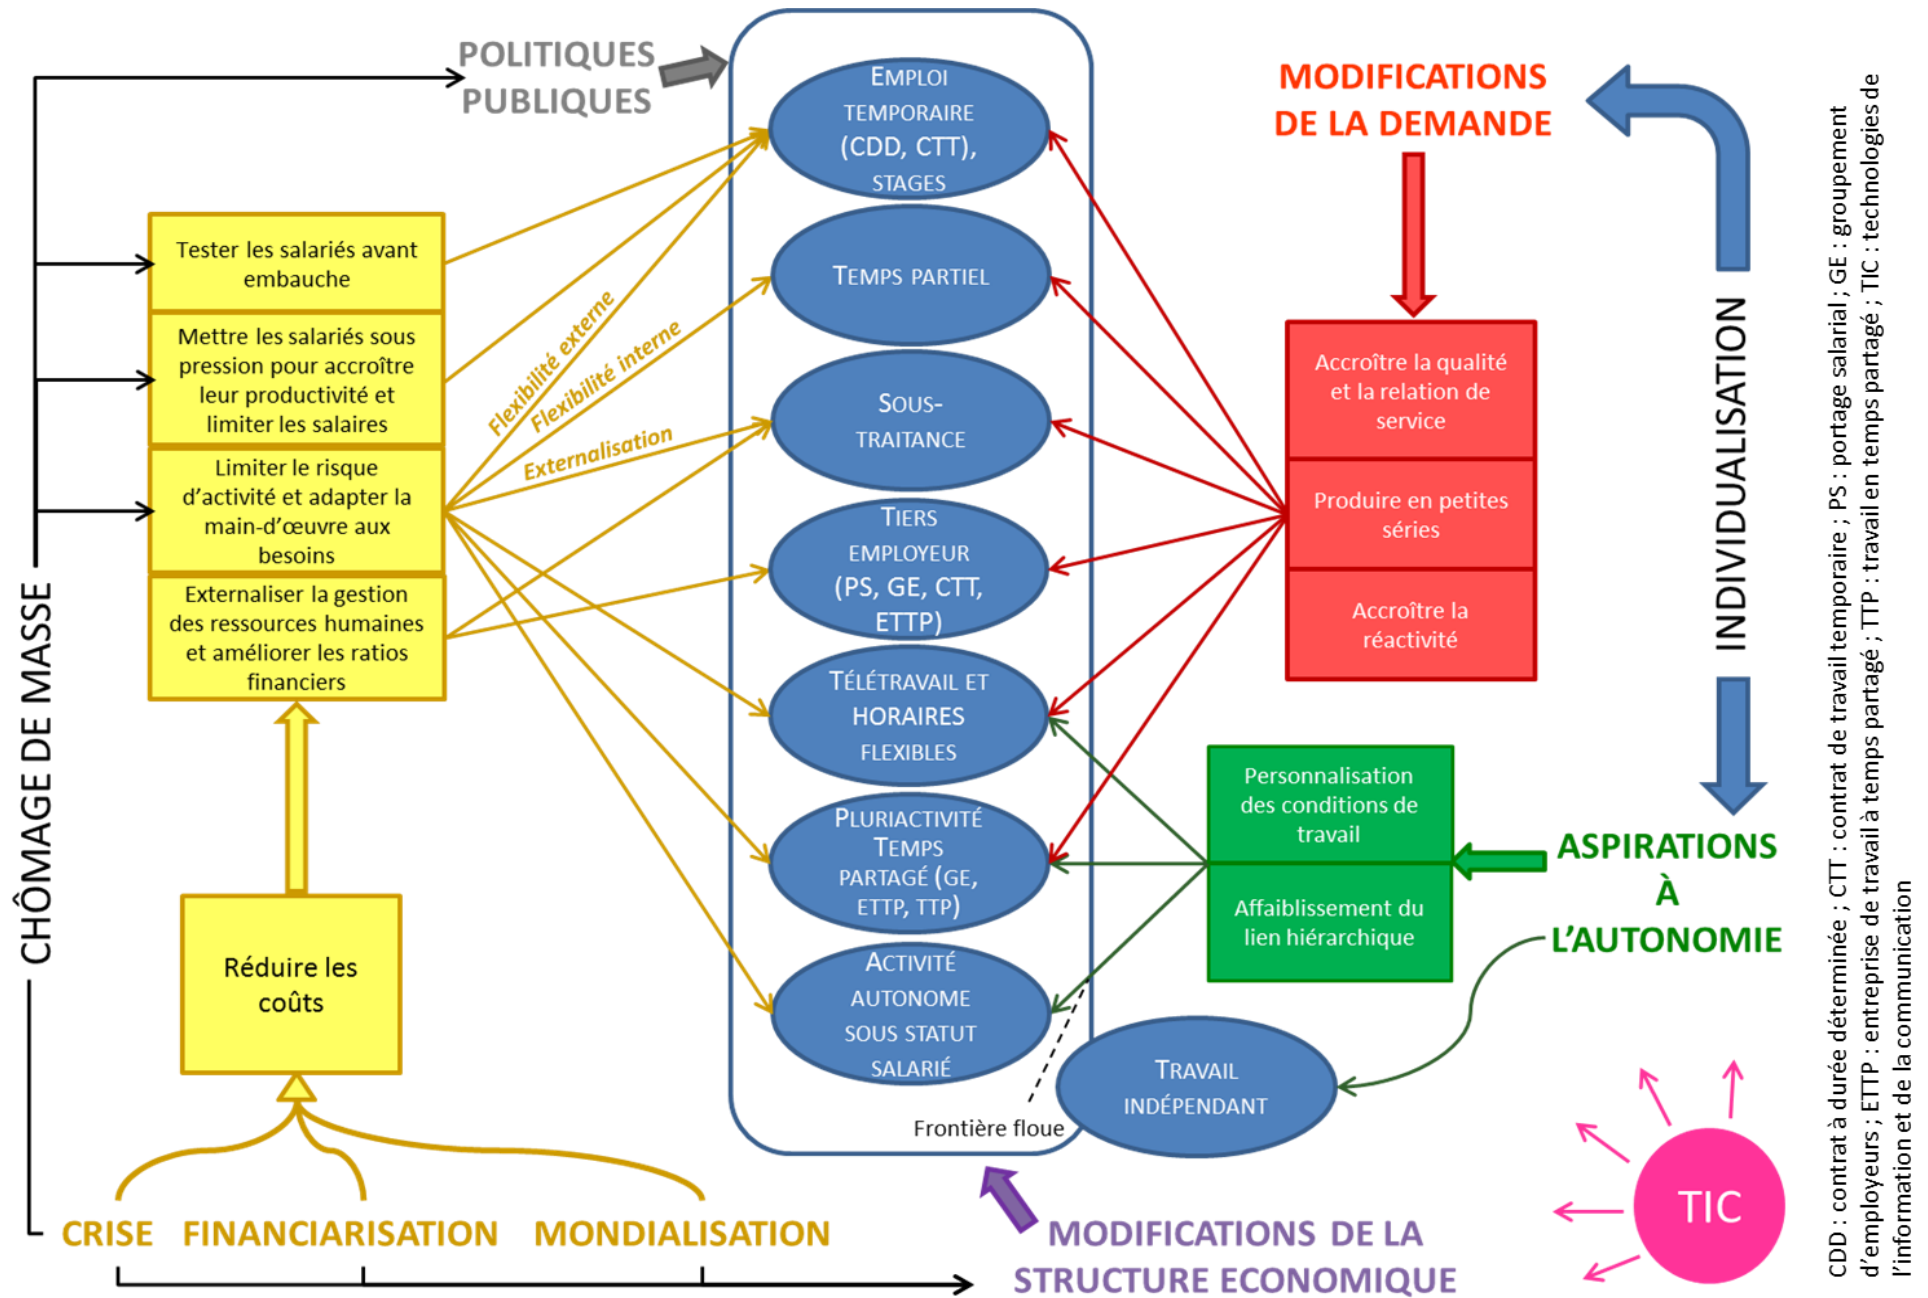 POLITIQUES
PUBLIQUES
EMPLOI
TEMPORAIRE
(CDD, CTT),
STAGES
TEMPS PARTIEL
SOUS-
TRAITANCE
TIERS
EMPLOYEUR
(PS, GE, CTT,
ETTP)
TÉLÉTRAVAIL ET
HORAIRES
FLEXIBLES
PLURIACTIVITÉ
TEMPS
PARTAGÉ (GE,
ETTP, TTP)
ACTIVITÉ
AUTONOME
SOUS STATUT
SALARIÉ
Frontière floue
TRAVAIL
INDÉPENDANT
CHÔMAGE DE MASSE
Tester les salariés avant
embauche
Mettre les salariés sous
pression pour accroître
leur productivité et
limiter les salaires
Limiter le risque
d'activité et adapter la
main-d'œuvre aux
besoins
Externaliser la gestion
des ressources humaines
et améliorer les ratios
financiers
Flexibilité externe
Flexibilité interne
Externalisation
Réduire les
coûts
CRISE FINANCIARISATION MONDIALISATION
MODIFICATIONS DE LA
STRUCTURE ECONOMIQUE
MODIFICATIONS
DE LA DEMANDE
Accroître la qualité
et la relation de
service
Produire en petites
séries
Accroître la
réactivité
INDIVIDUALISATION
Personnalisation
des conditions de
travail
Affaiblissement du
lien hiérarchique
ASPIRATIONS
À
L'AUTONOMIE
TIC
CDD : contrat à durée déterminée ; CTT : contrat de travail temporaire ; PS : portage salarial ; GE : groupement
d'employeurs ; ETTP : entreprise de travail à temps partagé ; TTP : travail en temps partagé ; TIC : technologies de
l'information et de la communication